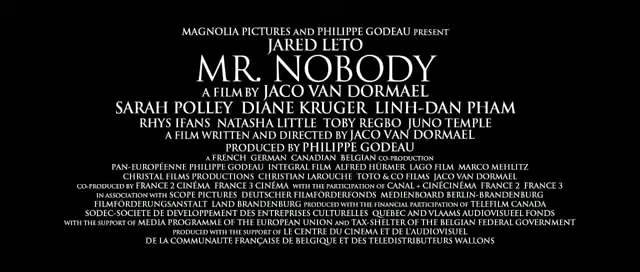 MAGNOLIA PICTURES AND PHILIPPE GODEAU PRESENT
JARED LETO
MR. NOBODY
A FILM BY JACO VAN DORMAEL
SARAH POLLEY DIANE KRUGER LINH-DAN PHAM
RHYS IFANS NATASHA LITTLE TOBY REGBO JUNO TEMPLE
A FILM WRITTEN AND DIRECTED BY JACO VAN DORMAEL
PRODUCED BY PHILIPPE GODEAU
A FRENCH GERMAN CANADIAN BELGIAN CO-PRODUCTION
PAN-EUROPÉENNE PHILIPPE GODEAU INTEGRAL FILM ALFRED HÜRMER LAGO FILM MARCO MEHLITZ
CHRISTAL FILMS PRODUCTIONS CHRISTIAN LAROUCHE TOTO & CO FILMS JACO VAN DORMAEL
CO-PRODUCED BY FRANCE 2 CINÉMA FRANCE 3 CINÉMA WITH THE PARTICIPATION OF CANAL + CINÉCINÉMA FRANCE 2 FRANCE 3
IN ASSOCIATION WITH SCOPE PICTURES DEUTSCHER FILMFÖRDERFONDS MEDIENBOARD BERLIN-BRANDENBURG
FILMFÖRDERUNGSANSTALT LAND BRANDENBURG PRODUCED WITH THE FINANCIAL PARTICIPATION OF TELEFILM CANADA
SODEC-SOCIETE DE DEVELOPPEMENT DES ENTREPRISES CULTURELLES QUEBEC AND VLAAMS AUDIOVISUEEL FONDS
WITH THE SUPPORT OF MEDIA PROGRAMME OF THE EUROPEAN UNION AND TAX-SHELTER OF THE BELGIAN FEDERAL GOVERNMENT
PRODUCED WITH THE SUPPORT OF LE CENTRE DU CINEMA ET DE L'AUDIOVISUEL
DE LA COMMUNAUTE FRANÇAISE DE BELGIQUE ET DES TELEDISTRIBUTEURS WALLONS